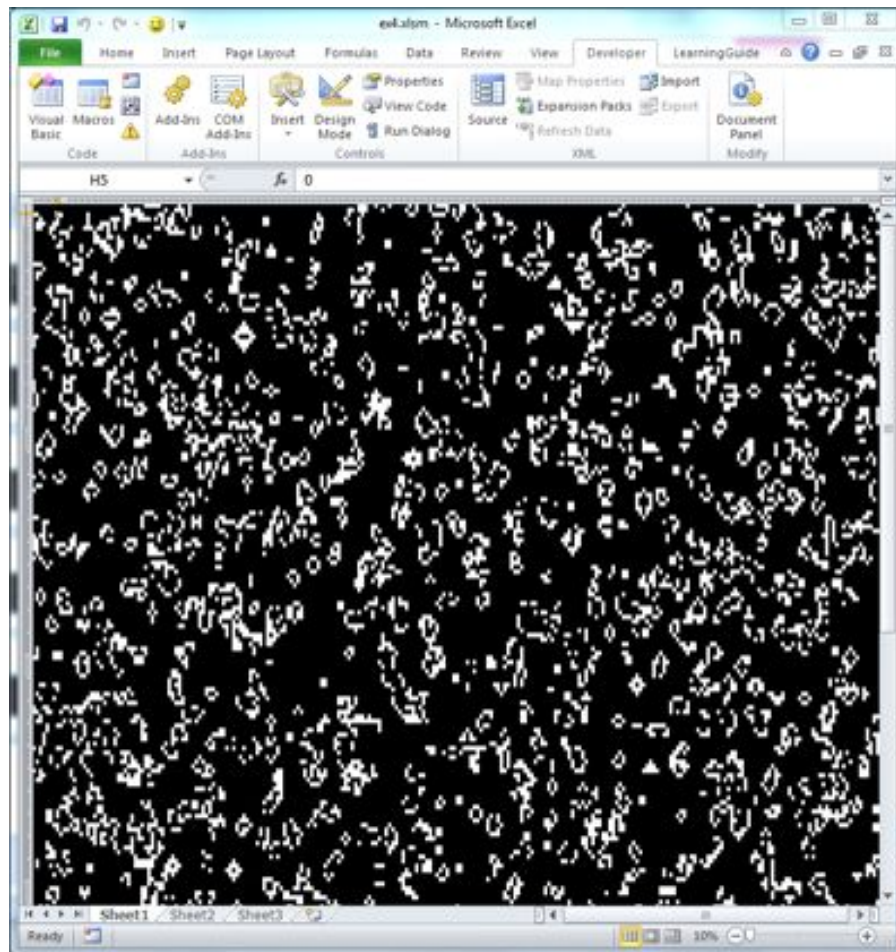 ex4.xlsm - Microsoft Excel
File Home Insert Page Layout Formulas Data Review View Developer LearningGuide
Visual Basic Macros Add-Ins COM Add-Ins Insert Design Mode Properties View Code Run Dialog Source Map Properties Expansion Packs Refresh Data Import Export Document Panel
Code Add-Ins Controls XML Modify
H5 fx 0
Sheet1 Sheet2 Sheet3
Ready 10%